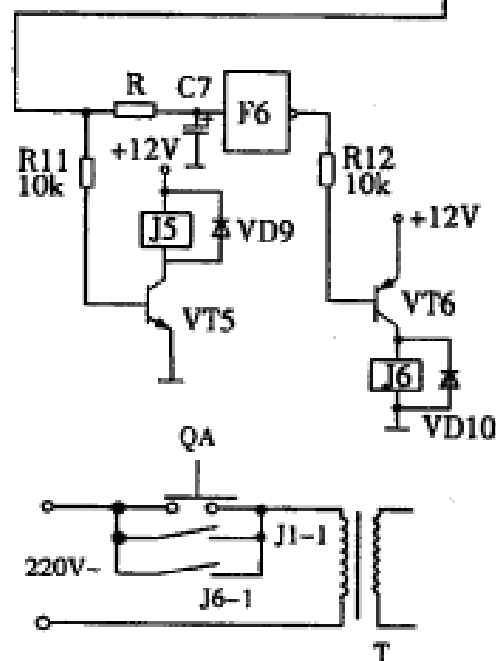 R
C7
F6
+12V
R11
10k
R12
10k
J5
VD9
+12V
VT5
VT6
J6
VD10
QA
J1-1
220V~
J6-1
T